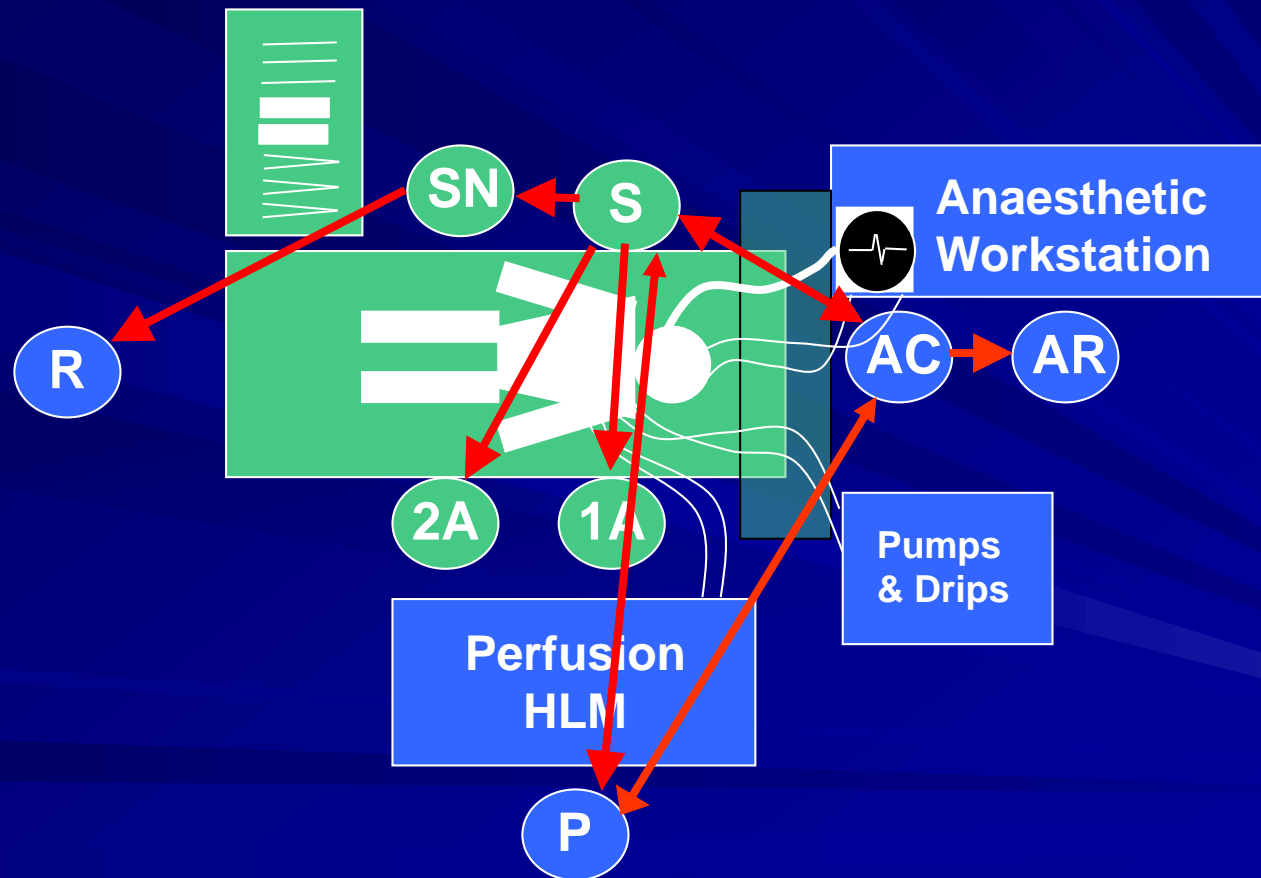 SN
S
Anaesthetic
Workstation
R
AC
AR
2A
1A
Pumps
& Drips
Perfusion
HLM
P